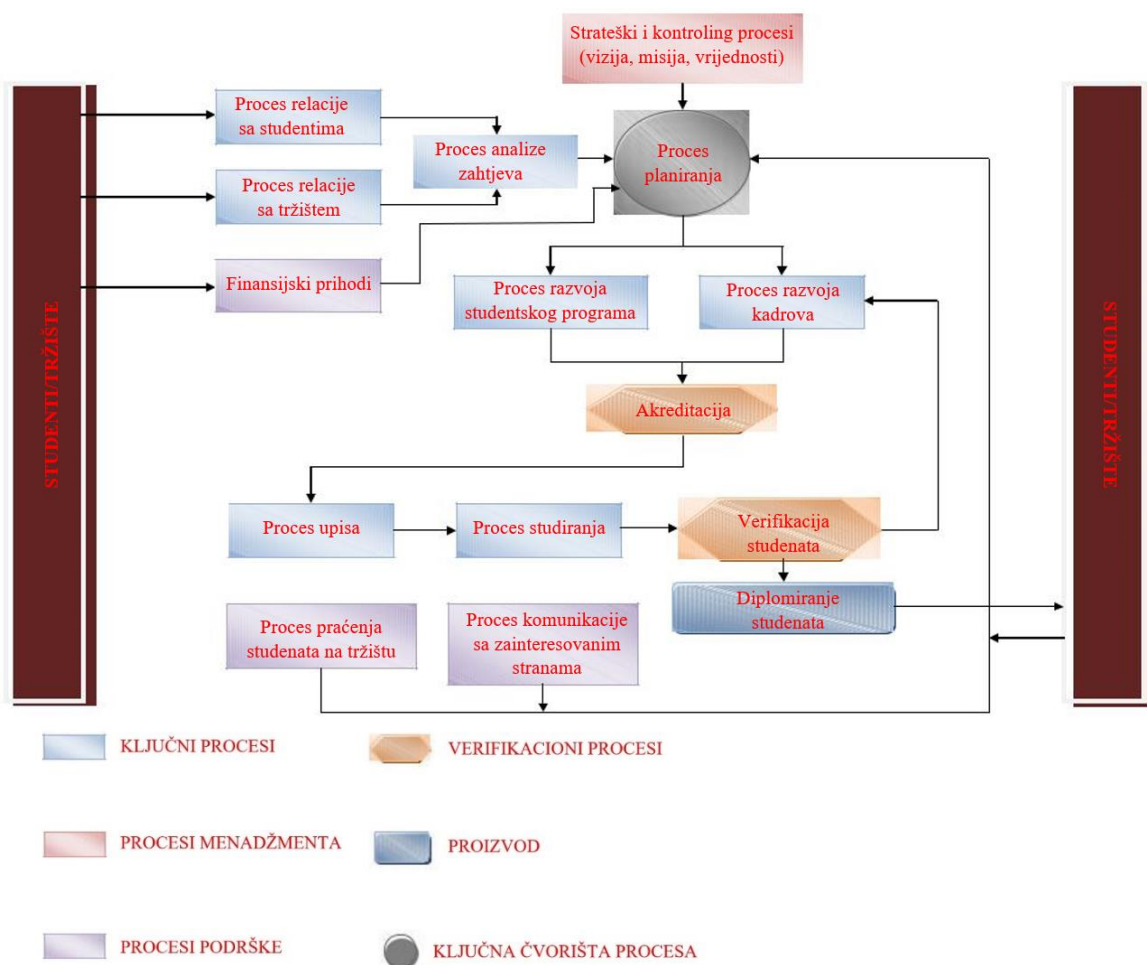 Strateški i kontroling procesi
(vizija, misija, vrijednosti)
STUDENTI/TRŽIŠTE
Proces relacije
sa studentima
Proces analize
zahtjeva
Proces
planiranja
Proces relacije
sa tržištem
Finansijski prihodi
Proces razvoja
studentskog programa
Proces razvoja
kadrova
Akreditacija
Proces upisa
Proces studiranja
Verifikacija
studenata
Diplomiranje
studenata
Proces praćenja
studenata na tržištu
Proces komunikacije
sa zainteresovanim
stranama
STUDENTI/TRŽIŠTE
KLJUČNI PROCESI
VERIFIKACIONI PROCESI
PROCESI MENADŽMENTA
PROIZVOD
PROCESI PODRŠKE
KLJUČNA ČVORIŠTA PROCESA